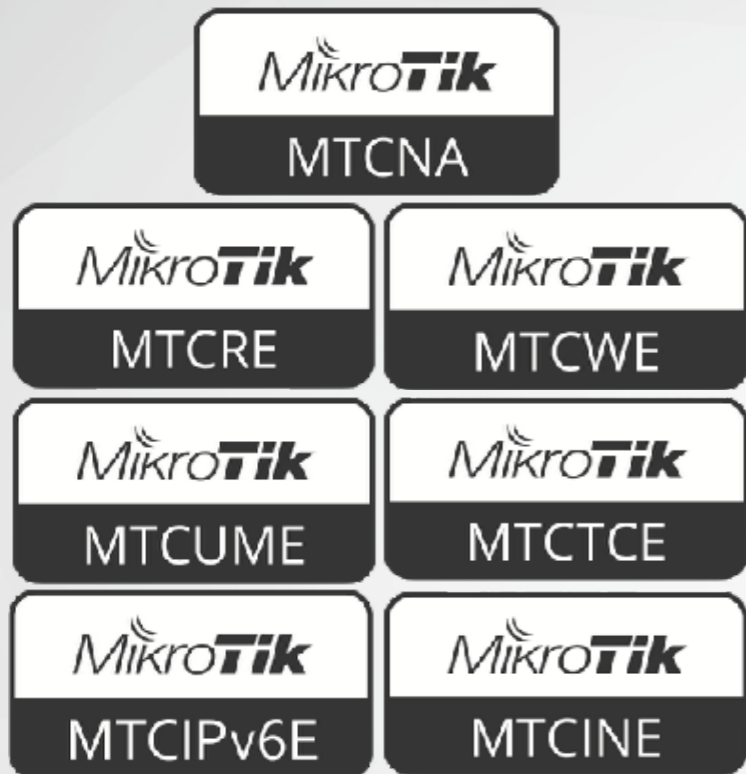 MikroTik
MTCNA
MikroTik
MTCRE
MikroTik
MTCWE
MikroTik
MTCUME
MikroTik
MTCTCE
MikroTik
MTCIPv6E
MikroTik
MTCINE